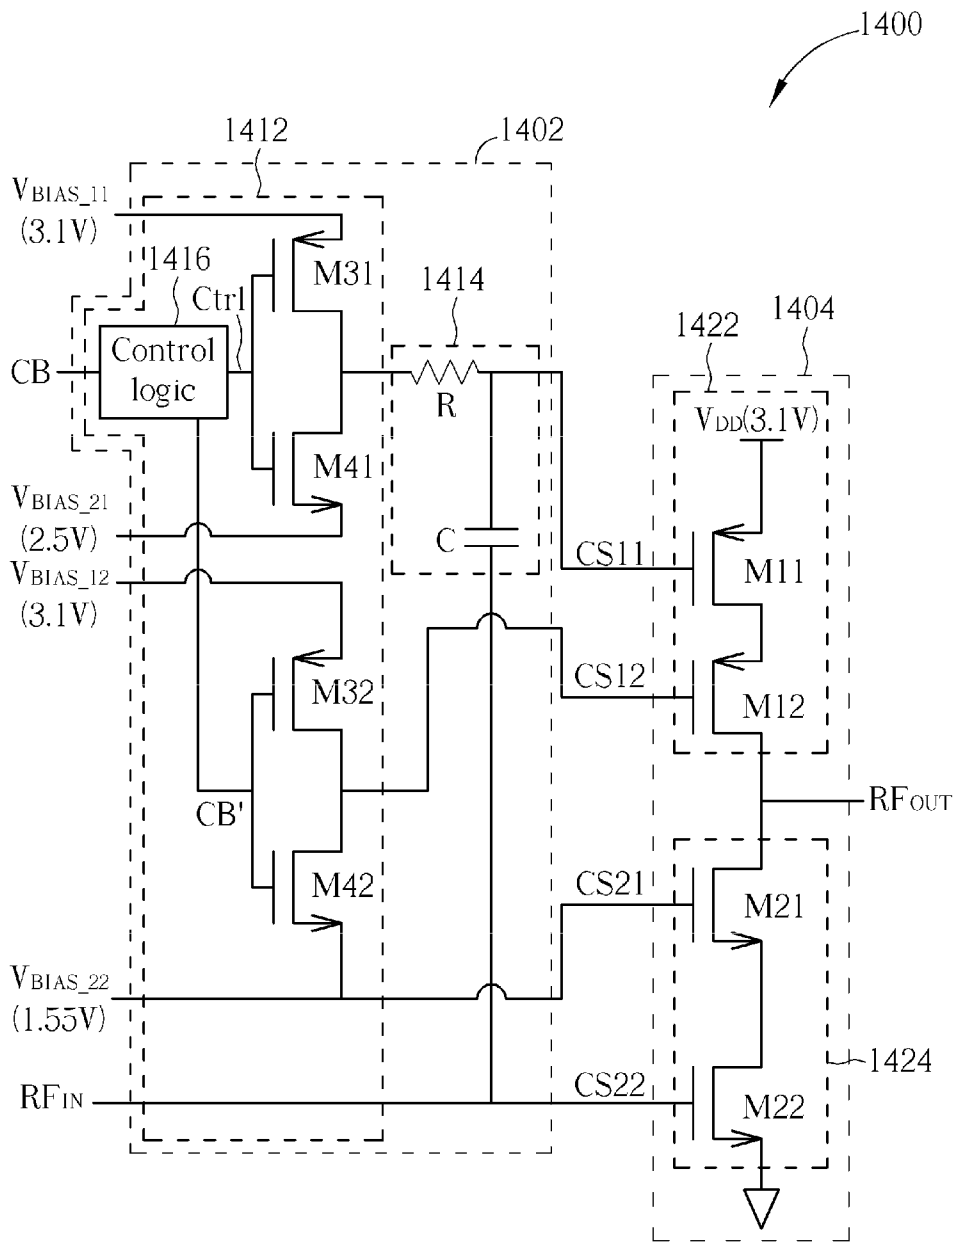 1400
1402
1412
VBIAS_11
(3.1V)
1416
M31
Ctrl
1414
1404
1422
CB
Control
logic
R
VDD(3.1V)
M41
VBIAS_21
(2.5V)
C
VBIAS_12
(3.1V)
CS11
M11
M32
CS12
M12
CB'
RFOUT
M42
CS21
M21
VBIAS_22
(1.55V)
1424
RFIN
CS22
M22